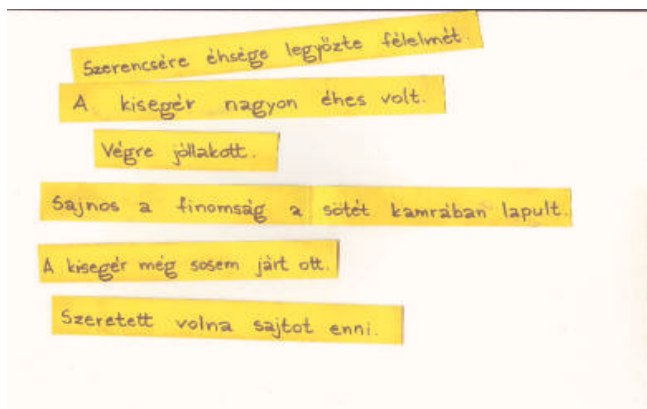 Szerencsére éhsége legyőzte félelmét.
A kisegér nagyon éhes volt.
Végre jóllakott.
Sajnos a finomság a sötét kamrában lapult.
A kisegér még sosem járt ott.
Szeretett volna sajtot enni.